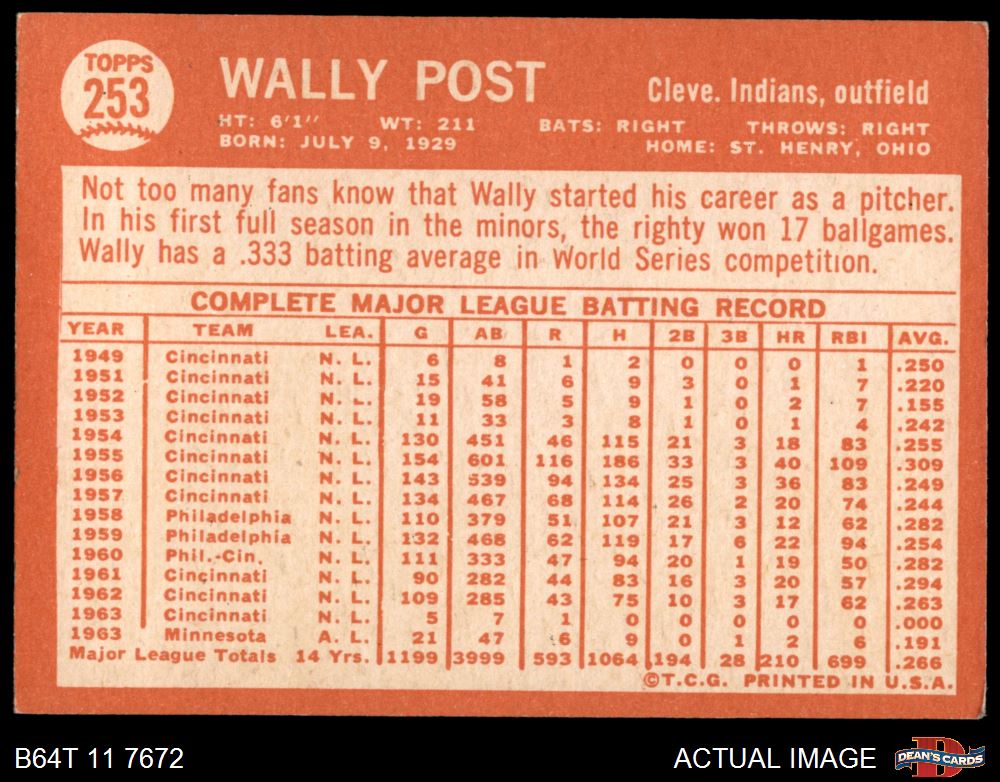 TOPPS
253
WALLY POST
Cleve. Indians, outfield
HT: 6'1" WT: 211 BATS: RIGHT THROWS: RIGHT
BORN: JULY 9, 1929 HOME: ST. HENRY, OHIO
Not too many fans know that Wally started his career as a pitcher.
In his first full season in the minors, the righty won 17 ballgames.
Wally has a .333 batting average in World Series competition.
COMPLETE MAJOR LEAGUE BATTING RECORD
YEAR TEAM LEA. G AB R H 2B 3B HR RBI AVG.
1949 Cincinnati N. L. 6 8 1 2 0 0 0 1 .250
1951 Cincinnati N. L. 15 41 6 9 3 0 1 7 .220
1952 Cincinnati N. L. 19 58 5 9 1 0 2 7 .155
1953 Cincinnati N. L. 11 33 3 8 1 0 1 4 .242
1954 Cincinnati N. L. 130 451 46 115 21 3 18 83 .255
1955 Cincinnati N. L. 154 601 116 186 33 3 40 109 .309
1956 Cincinnati N. L. 143 539 94 134 25 3 36 83 .249
1957 Cincinnati N. L. 134 467 68 114 26 2 20 74 .244
1958 Philadelphia N. L. 110 379 51 107 21 3 12 62 .282
1959 Philadelphia N. L. 132 468 62 119 17 6 22 94 .254
1960 Phil.-Cin. N. L. 111 333 47 94 20 1 19 50 .282
1961 Cincinnati N. L. 90 282 44 83 16 3 20 57 .294
1962 Cincinnati N. L. 109 285 43 75 10 3 17 62 .263
1963 Cincinnati N. L. 5 7 1 0 0 0 0 0 .000
1963 Minnesota A. L. 21 47 6 9 0 1 2 6 .191
Major League Totals 14 Yrs. 1199 3999 593 1064 194 28 210 699 .266
©T.C.G. PRINTED IN U.S.A.
B64T 11 7672
ACTUAL IMAGE
D
DEAN'S CARDS